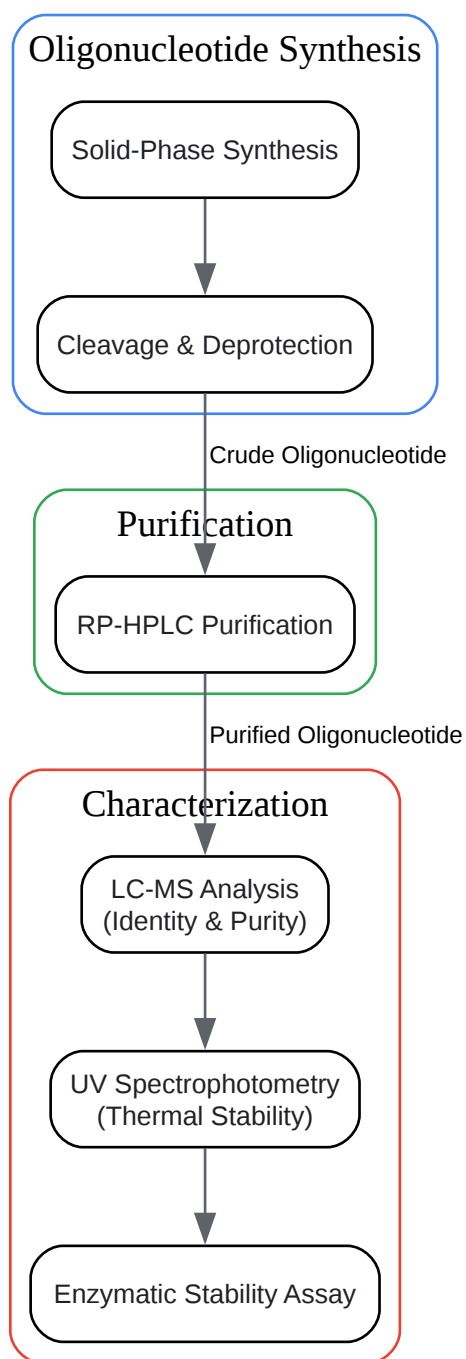 Oligonucleotide Synthesis
Solid-Phase Synthesis
Cleavage & Deprotection
Crude Oligonucleotide
Purification
RP-HPLC Purification
Purified Oligonucleotide
Characterization
LC-MS Analysis
(Identity & Purity)
UV Spectrophotometry
(Thermal Stability)
Enzymatic Stability Assay